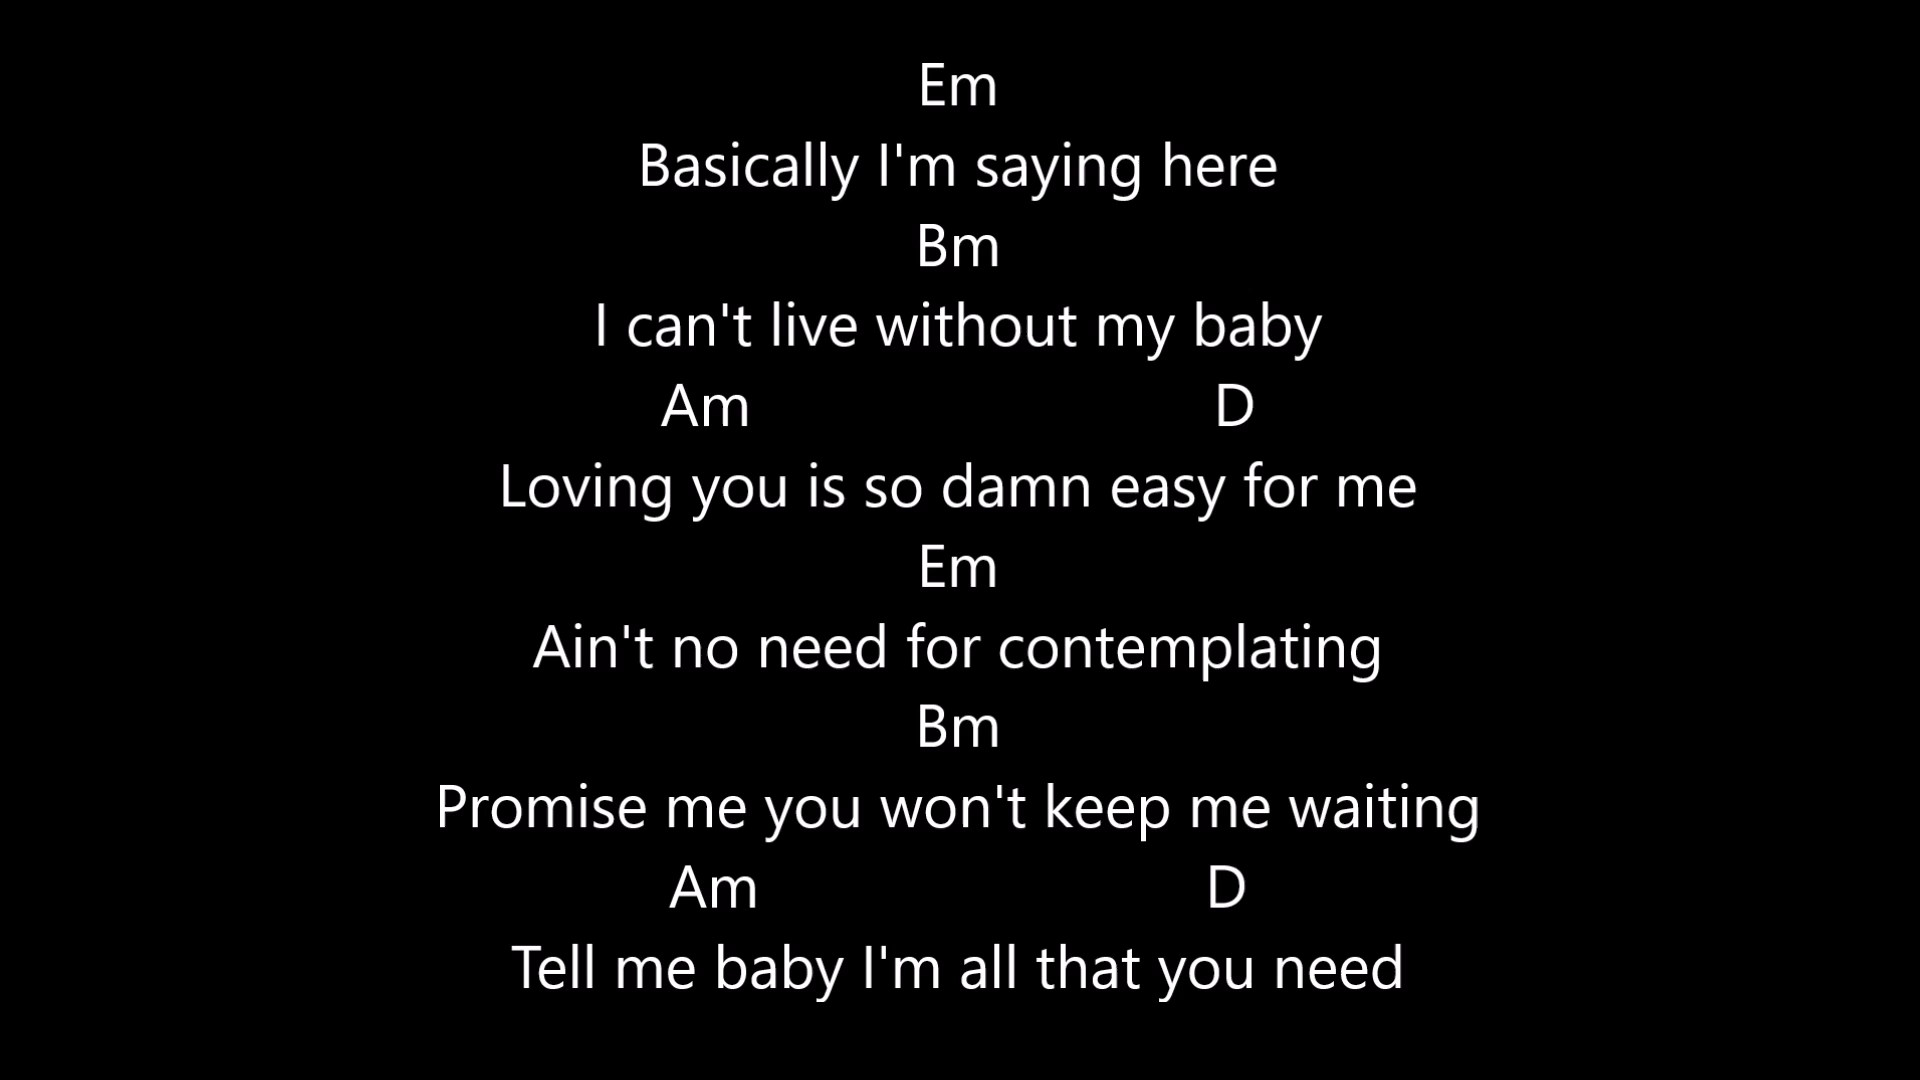 Em
Basically I'm saying here
Bm
I can't live without my baby
Am D
Loving you is so damn easy for me
Em
Ain't no need for contemplating
Bm
Promise me you won't keep me waiting
Am D
Tell me baby I'm all that you need